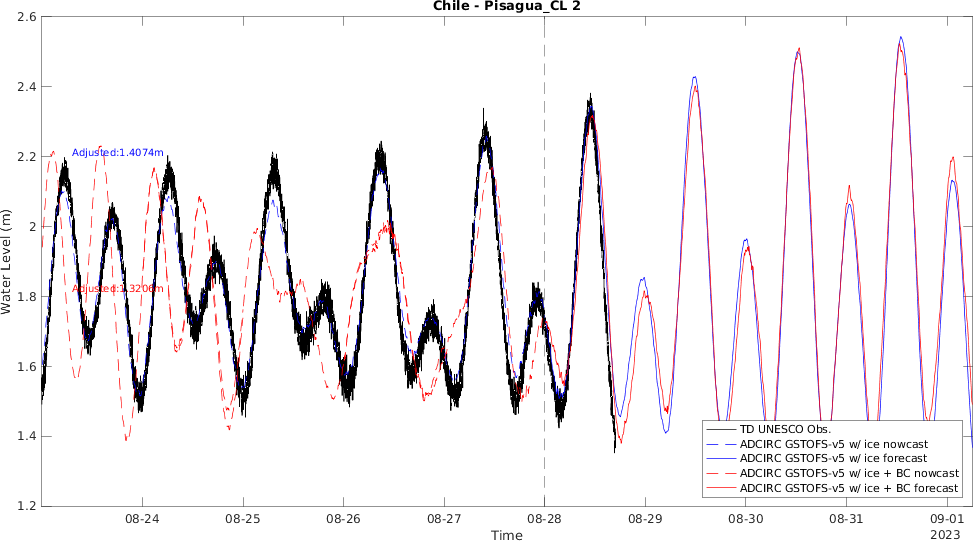 Chile - Pisagua_CL 2
2.6
2.4
2.2
2
1.8
1.6
1.4
1.2
Water Level (m)
Adjusted:1.4074m
Adjusted:1.3206m
TD UNESCO Obs.
ADCIRC GSTOFS-v5 w/ ice nowcast
ADCIRC GSTOFS-v5 w/ ice forecast
ADCIRC GSTOFS-v5 w/ ice + BC nowcast
ADCIRC GSTOFS-v5 w/ ice + BC forecast
08-24 08-25 08-26 08-27 08-28 08-29 08-30 08-31 09-01
2023
Time